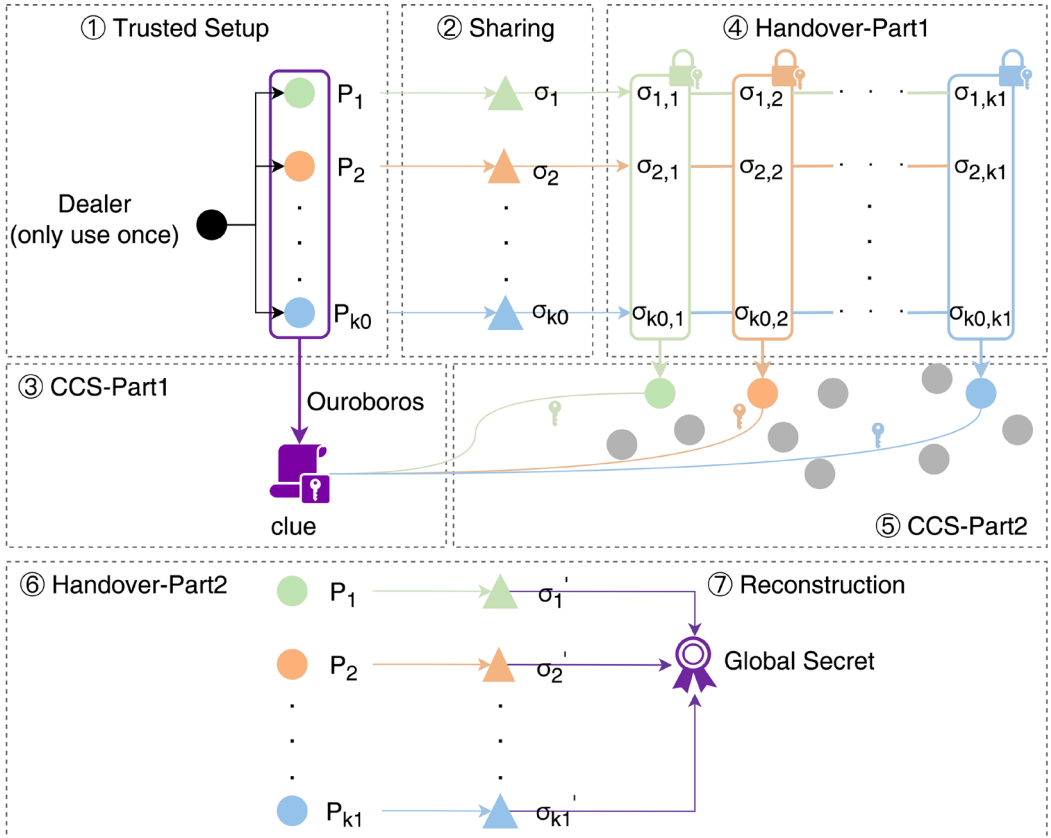 ① Trusted Setup
P1
P2
Dealer
(only use once)
Pk0
② Sharing
σ1
σ2
σk0
④ Handover-Part1
σ1,1
σ1,2
σ1,k1
σ2,1
σ2,2
σ2,k1
σk0,1
σk0,2
σk0,k1
③ CCS-Part1
Ouroboros
clue
⑤ CCS-Part2
⑥ Handover-Part2
P1
σ1'
P2
σ2'
Pk1
σk1'
⑦ Reconstruction
Global Secret